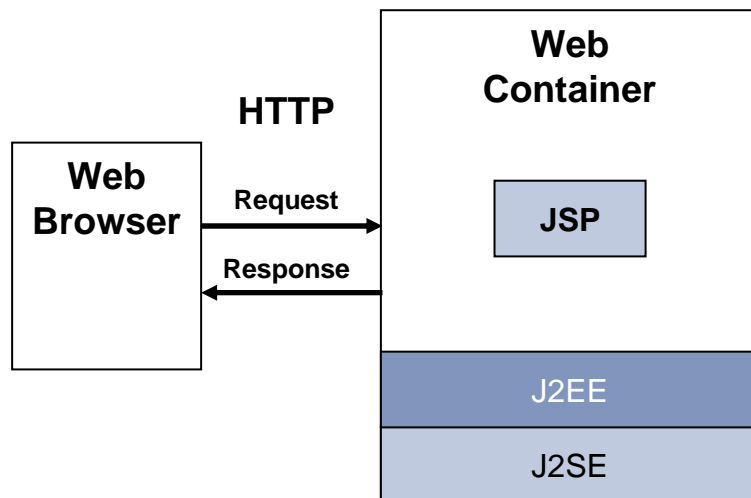 Web
Container
HTTP
Web
Browser
Request
JSP
Response
J2EE
J2SE